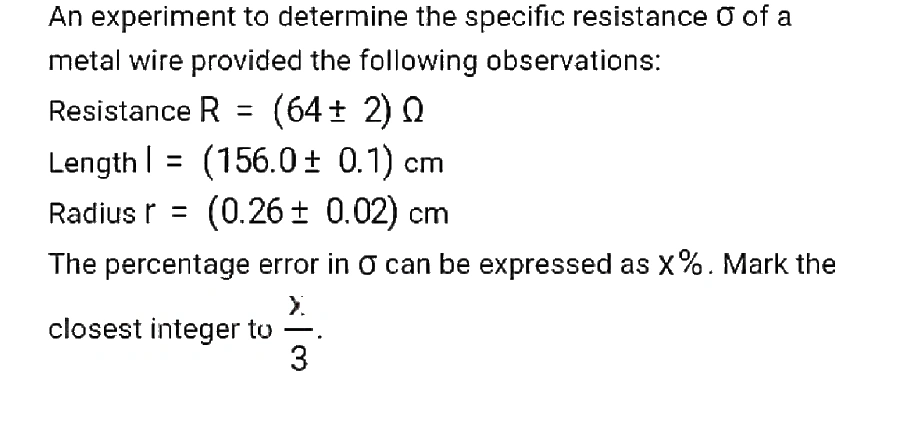 An experiment to determine the specific resistance σ of a
metal wire provided the following observations:
Resistance R = (64 ± 2) Ω
Length l = (156.0 ± 0.1) cm
Radius r = (0.26 ± 0.02) cm
The percentage error in σ can be expressed as x%. Mark the
closest integer to x/3.